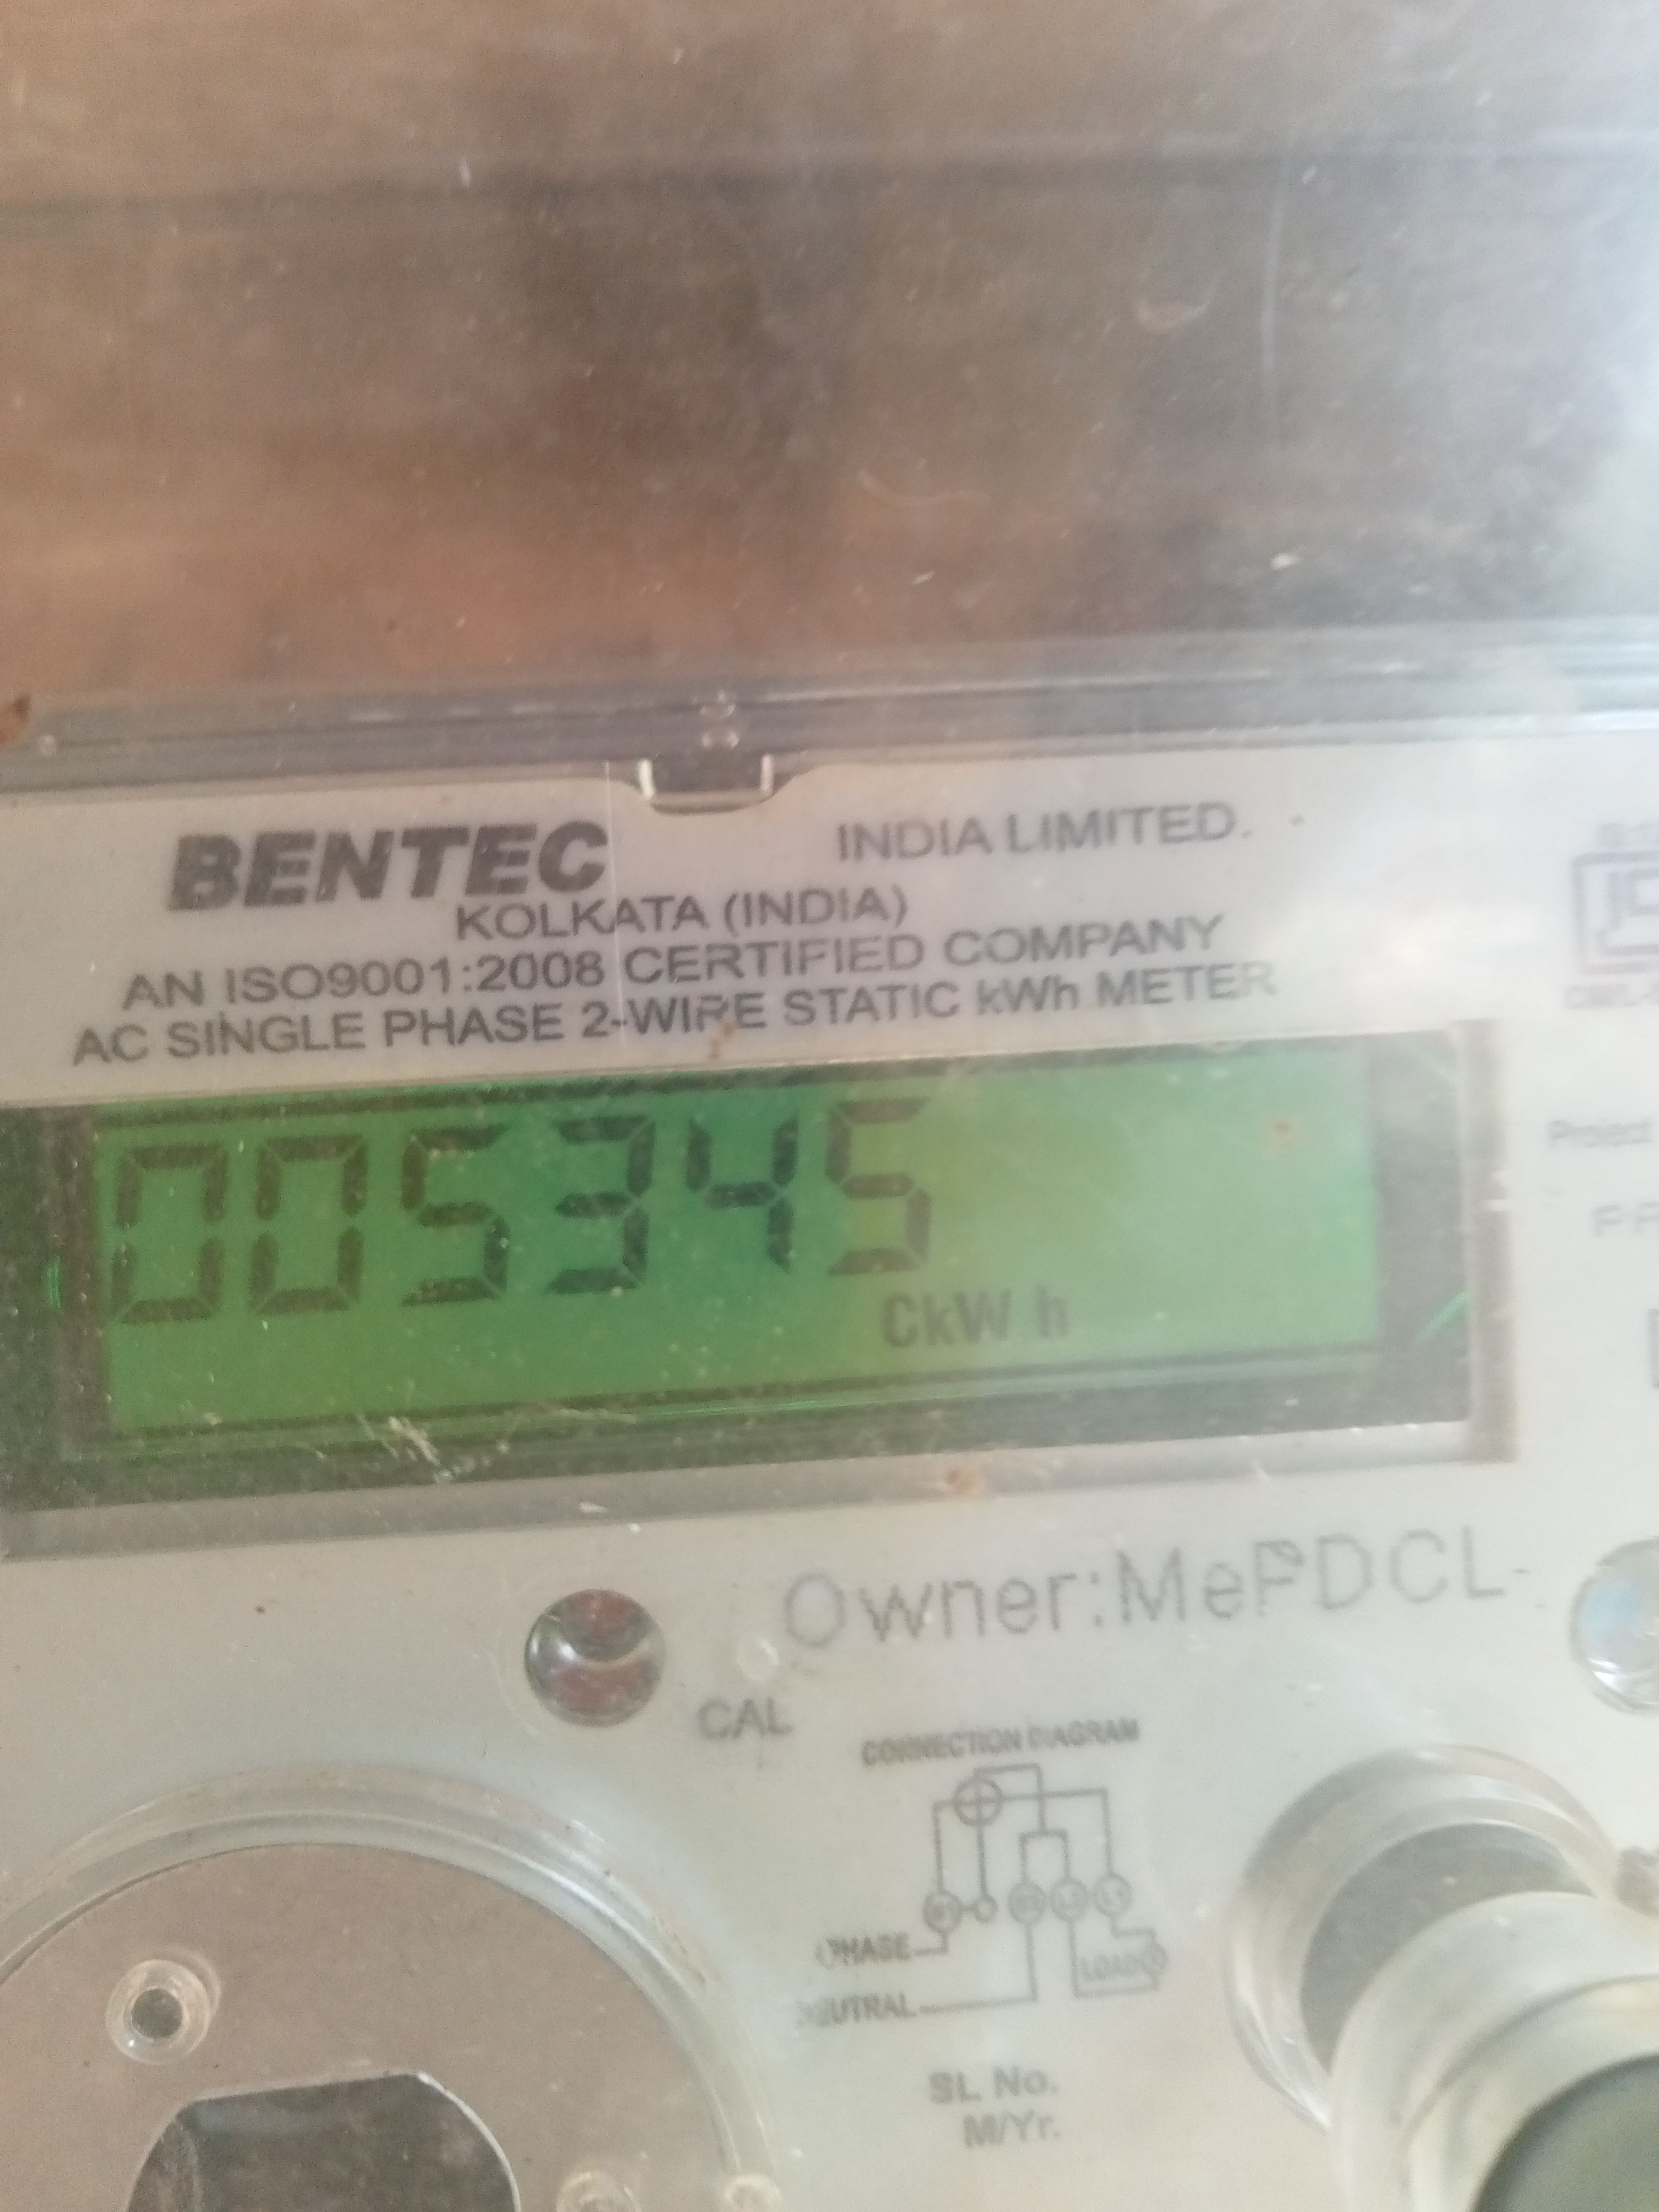 BENTEC INDIA LIMITED.
KOLKATA (INDIA)
AN ISO9001:2008 CERTIFIED COMPANY
AC SINGLE PHASE 2-WIRE STATIC kWh METER
Project
005345
CkW h
Owner:MePDCL
CAL
CONNECTION DIAGRAM
PHASE
LOAD
NEUTRAL
SL. No.
M/Yr.